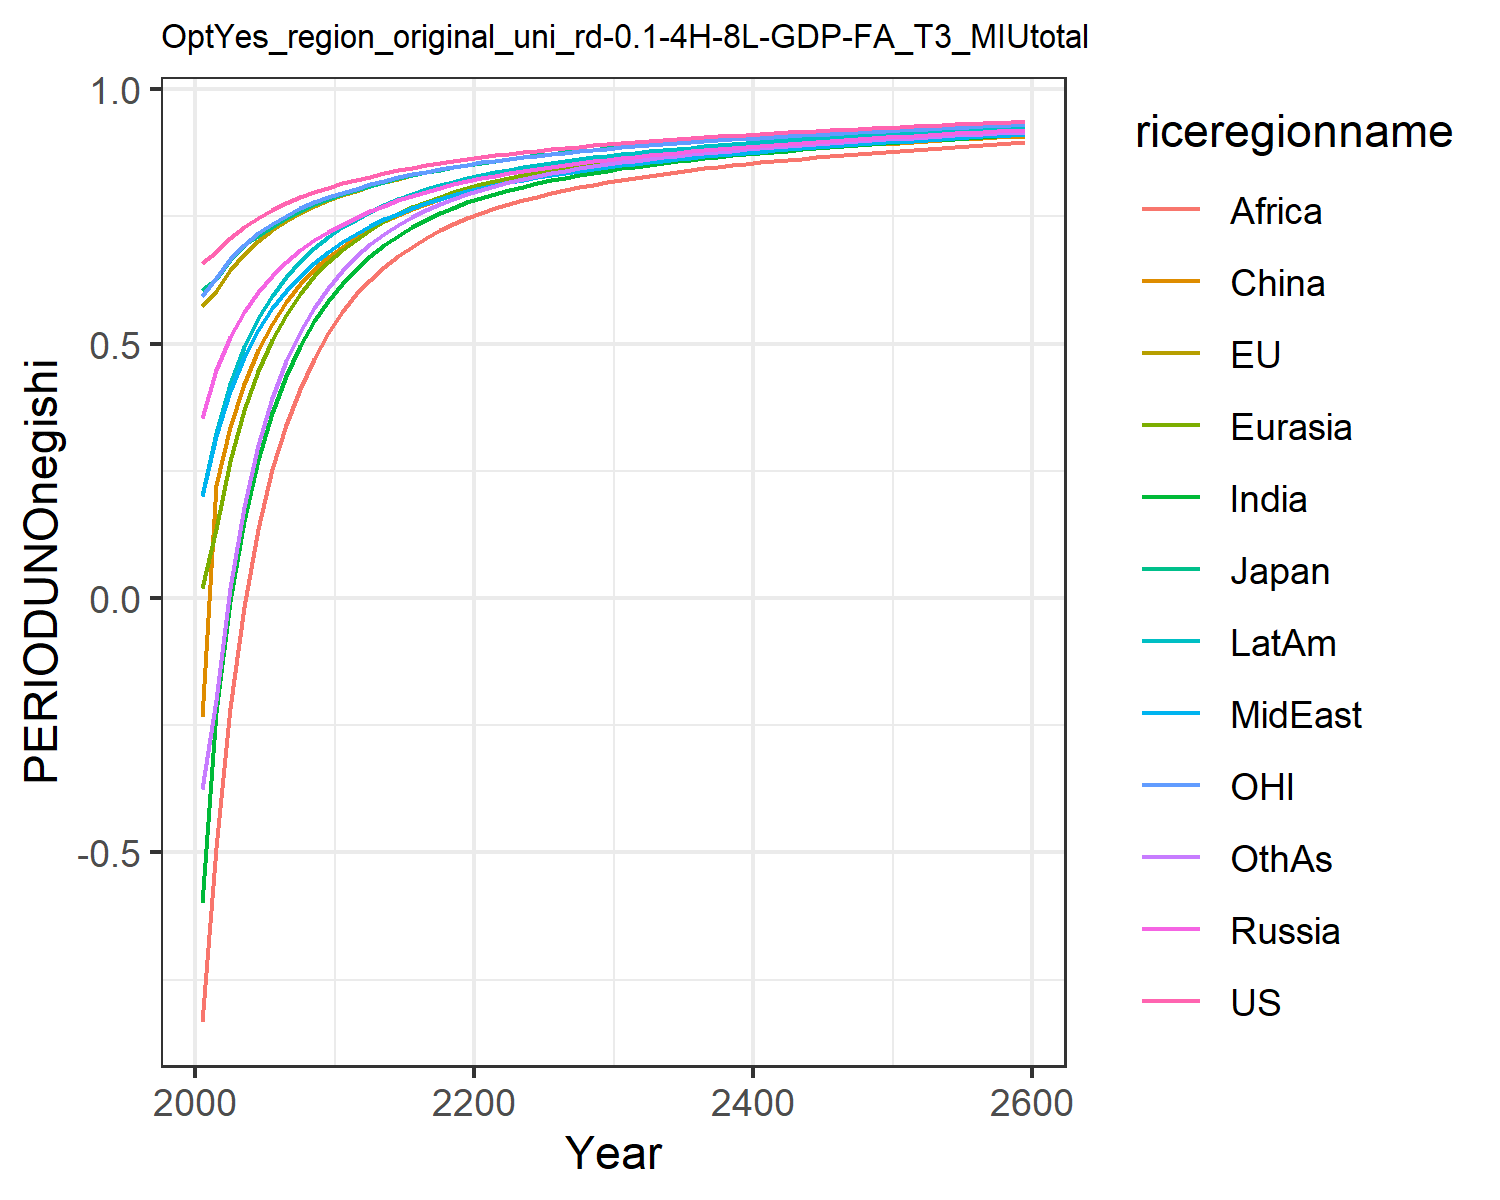 OptYes_region_original_uni_rd-0.1-4H-8L-GDP-FA_T3_MIUtotal
1.0
0.5
0.0
-0.5
PERIODUNOnegishi
2000
2200
2400
2600
Year
riceregionname
Africa
China
EU
Eurasia
India
Japan
LatAm
MidEast
OHI
OthAs
Russia
US